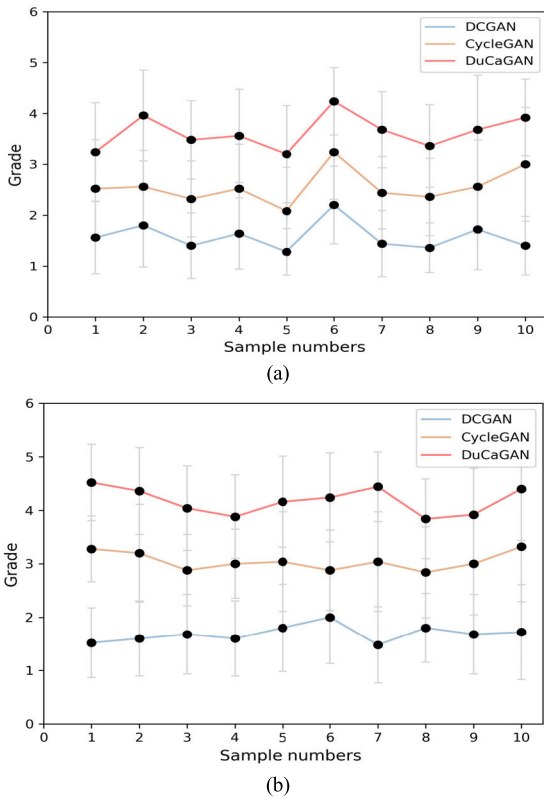 6
5
4
3
2
1
0
Grade
DCGAN
CycleGAN
DuCaGAN
0 1 2 3 4 5 6 7 8 9 10
Sample numbers
(a)
6
5
4
3
2
1
0
Grade
DCGAN
CycleGAN
DuCaGAN
0 1 2 3 4 5 6 7 8 9 10
Sample numbers
(b)